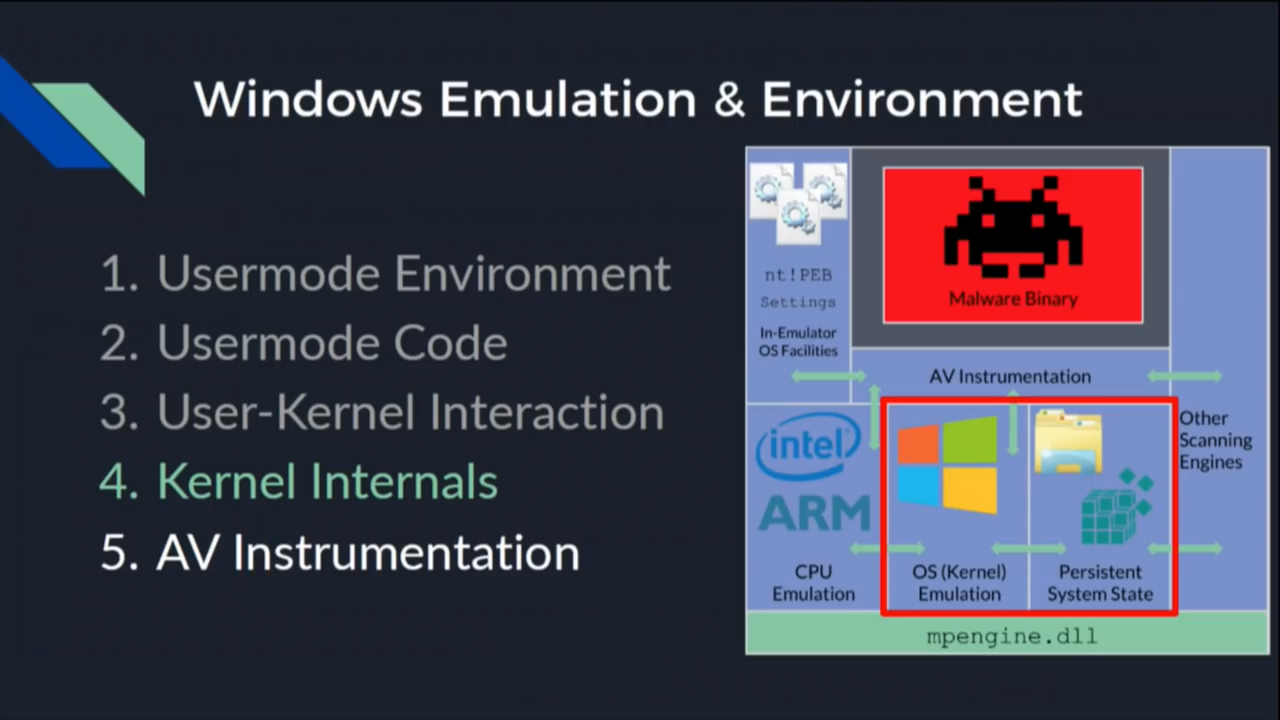 Windows Emulation & Environment
1. Usermode Environment
2. Usermode Code
3. User-Kernel Interaction
4. Kernel Internals
5. AV Instrumentation
nt!PEB
Settings
In-Emulator
OS Facilities
Malware Binary
AV Instrumentation
Other
Scanning
Engines
intel
ARM
CPU
Emulation
OS (Kernel)
Emulation
Persistent
System State
mpengine.dll